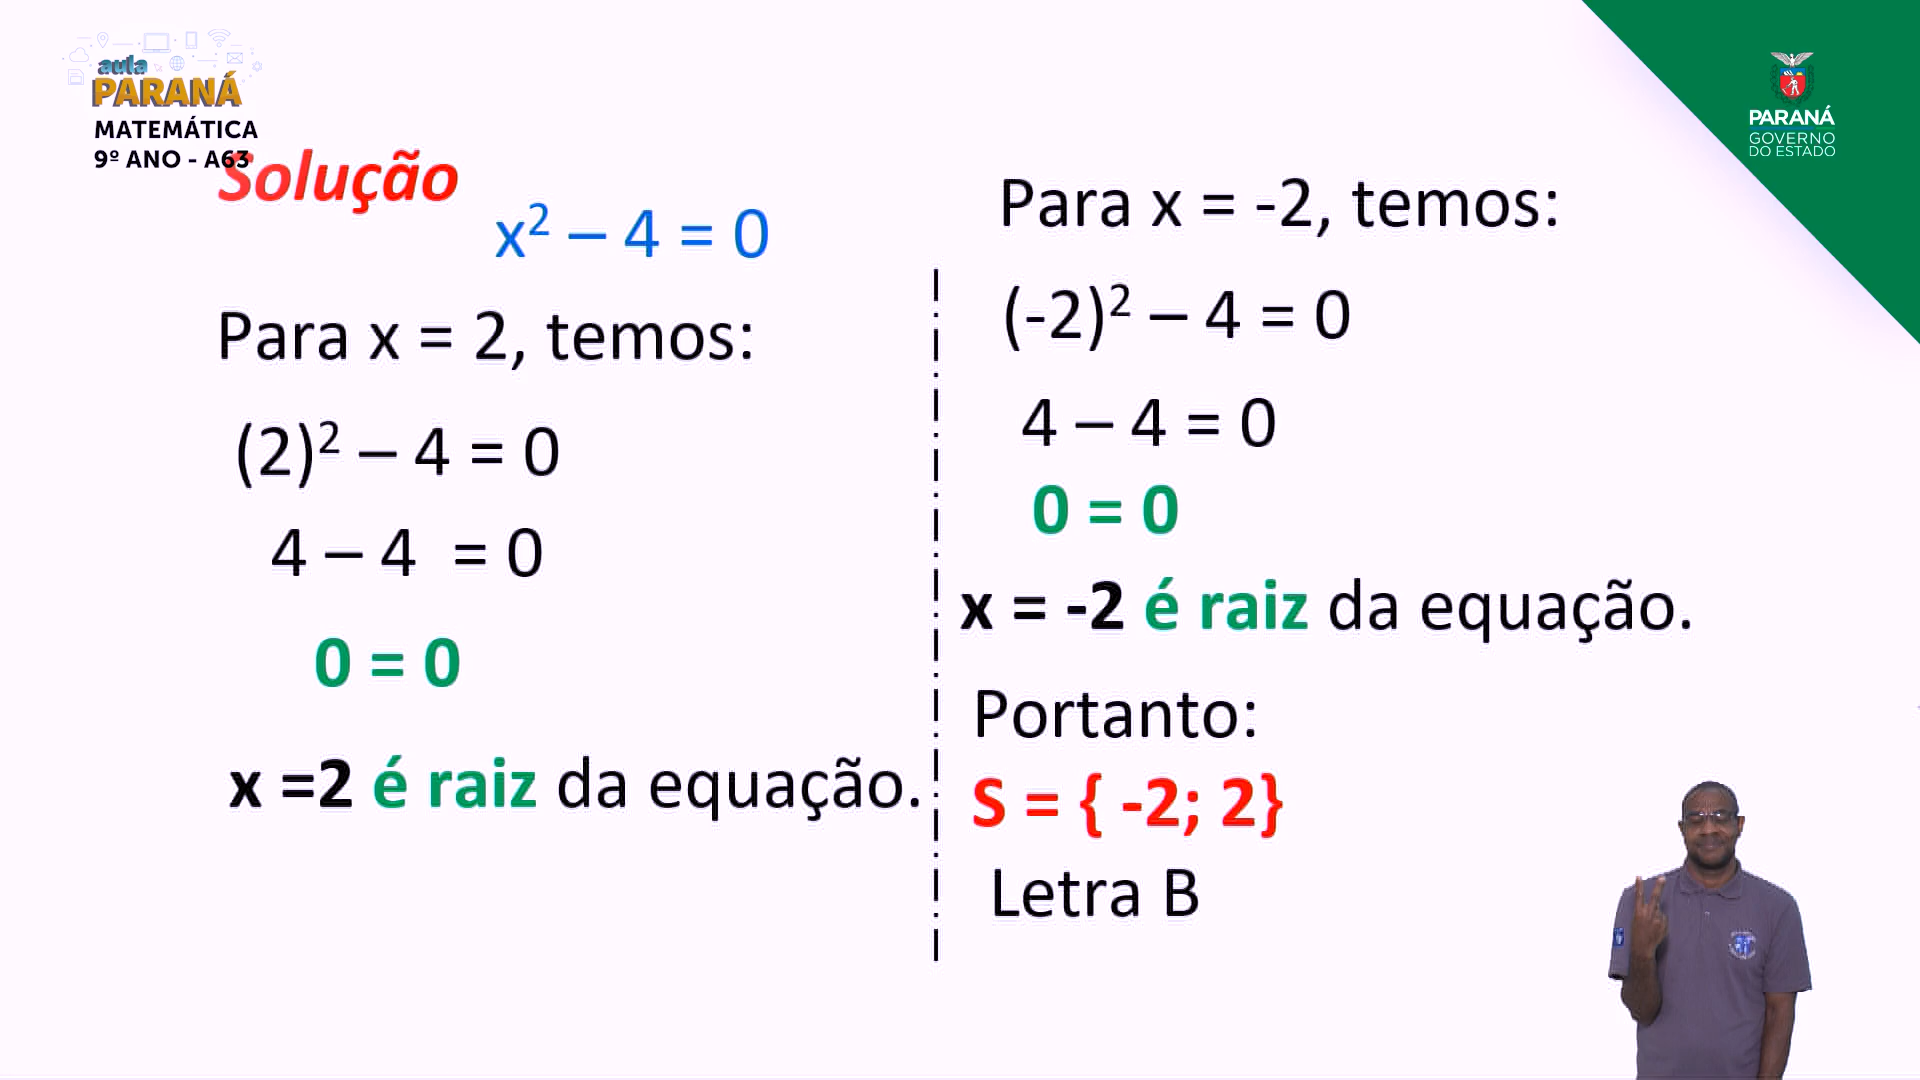 aula
PARANÁ
MATEMÁTICA
9º ANO - A63
Solução
x² – 4 = 0
Para x = 2, temos:
(2)² – 4 = 0
4 – 4 = 0
0 = 0
x =2 é raiz da equação.
Para x = -2, temos:
(-2)² – 4 = 0
4 – 4 = 0
0 = 0
x = -2 é raiz da equação.
Portanto:
S = { -2; 2}
Letra B
PARANÁ
GOVERNO
DO ESTADO